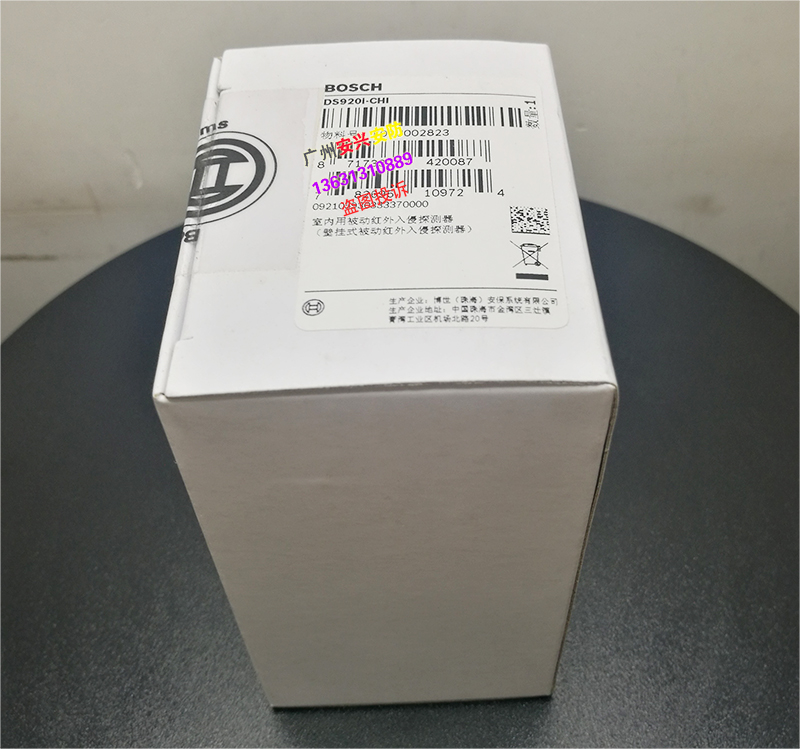 BOSCH
DS920I-CHI
数量:1
物料号
002823
广州安兴安防
8 7173 420087
13631310889
7 10972 4
盗图投诉
室内用被动红外入侵探测器
(壁挂式被动红外入侵探测器)
生产企业:博世(珠海)安保系统有限公司
生产企业地址:中国珠海市金湾区三灶镇
青湾工业区机场北路20号
ms
B